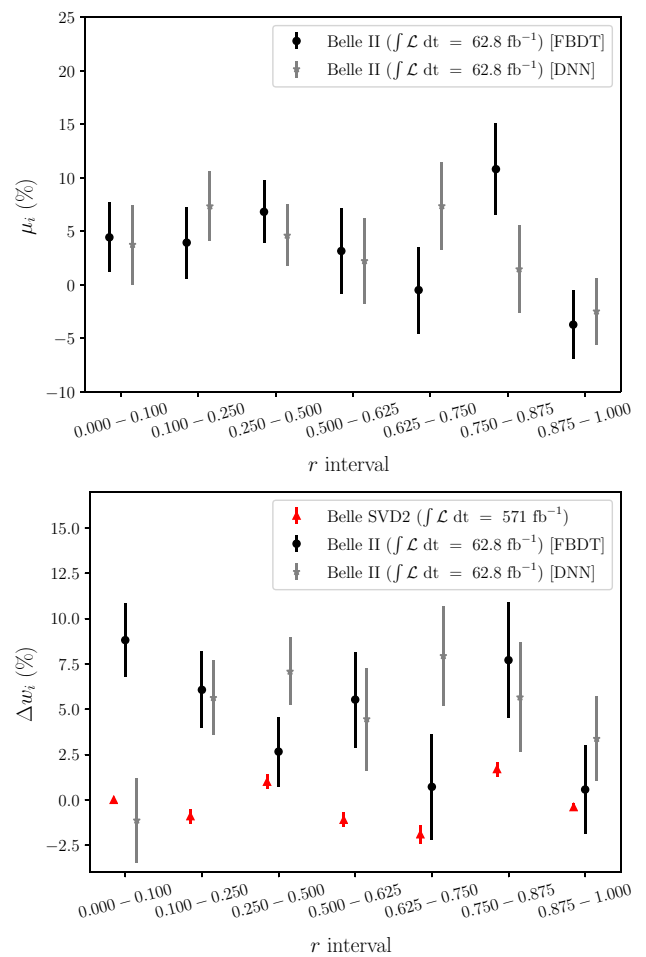 25
20
15
10
5
0
−5
−10
μ_i (%)
Belle II (∫ 𝓛 dt = 62.8 fb⁻¹) [FBDT]
Belle II (∫ 𝓛 dt = 62.8 fb⁻¹) [DNN]
0.000 − 0.100
0.100 − 0.250
0.250 − 0.500
0.500 − 0.625
0.625 − 0.750
0.750 − 0.875
0.875 − 1.000
r interval
15.0
12.5
10.0
7.5
5.0
2.5
0.0
−2.5
Δw_i (%)
Belle SVD2 (∫ 𝓛 dt = 571 fb⁻¹)
Belle II (∫ 𝓛 dt = 62.8 fb⁻¹) [FBDT]
Belle II (∫ 𝓛 dt = 62.8 fb⁻¹) [DNN]
0.000 − 0.100
0.100 − 0.250
0.250 − 0.500
0.500 − 0.625
0.625 − 0.750
0.750 − 0.875
0.875 − 1.000
r interval